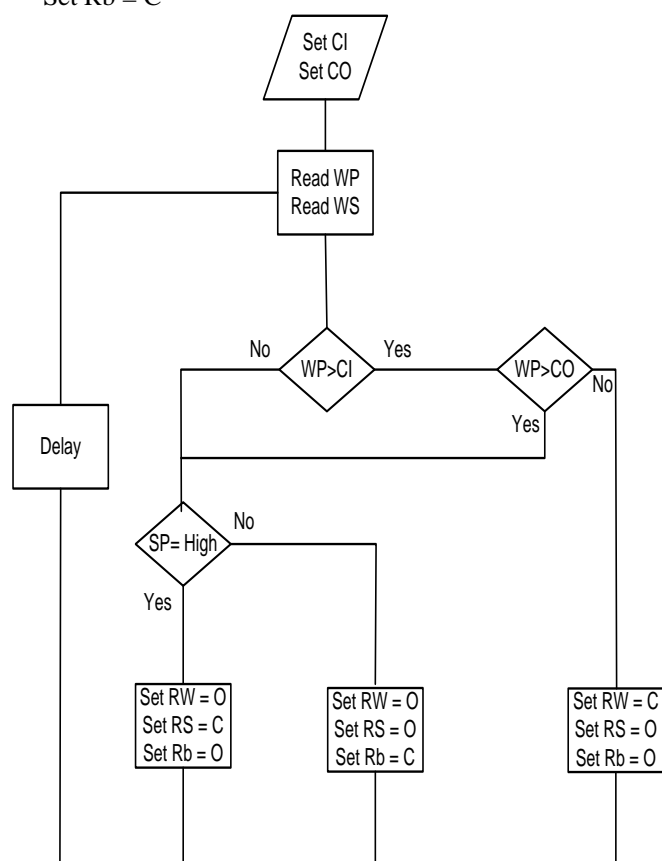 Set Rb = C
Set CI
Set CO
Read WP
Read WS
No
Yes
WP>CI
WP>CO
No
Yes
Delay
SP= High
No
Yes
Set RW = O
Set RS = C
Set Rb = O
Set RW = O
Set RS = O
Set Rb = C
Set RW = C
Set RS = O
Set Rb = O